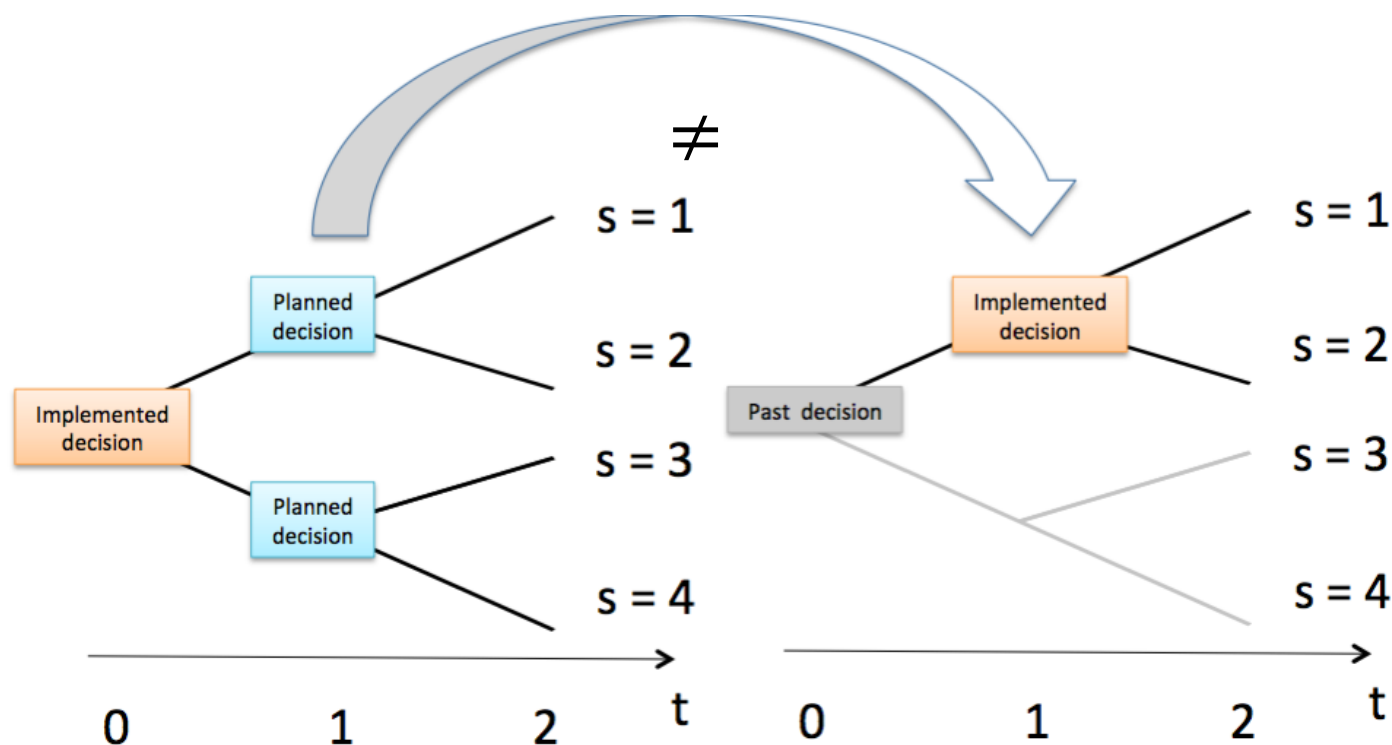 ≠
s = 1
Planned
decision
s = 2
Implemented
decision
s = 3
Planned
decision
s = 4
0 1 2 t
s = 1
Implemented
decision
s = 2
Past decision
s = 3
s = 4
0 1 2 t